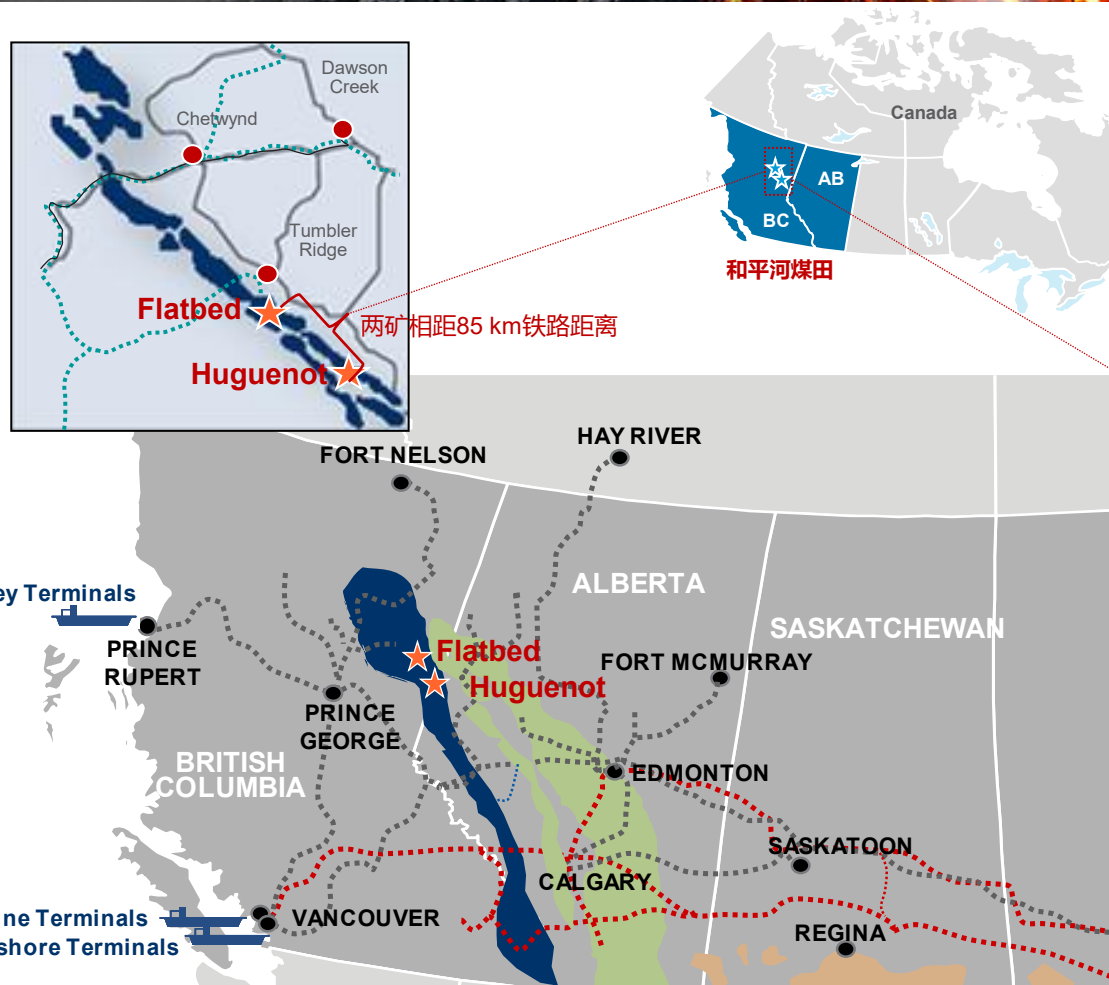 Dawson
Creek
Chetwynd
Tumbler
Ridge
Flatbed
两矿相距85 km铁路距离
Huguenot
Canada
AB
BC
和平河煤田
FORT NELSON
HAY RIVER
ALBERTA
ey Terminals
SASKATCHEWAN
PRINCE
RUPERT
Flatbed
FORT MCMURRAY
Huguenot
PRINCE
GEORGE
BRITISH
COLUMBIA
EDMONTON
SASKATOON
CALGARY
ne Terminals
VANCOUVER
shore Terminals
REGINA